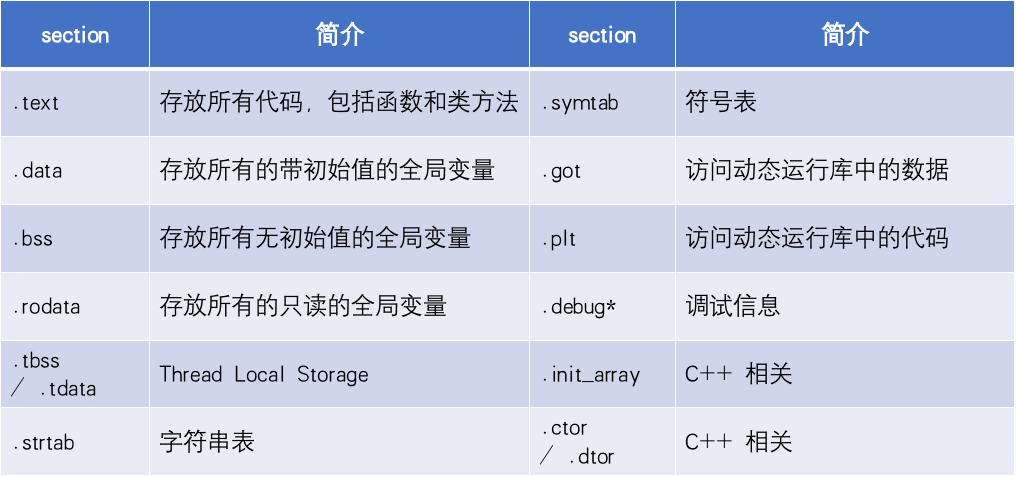 section 简介 section 简介
.text 存放所有代码，包括函数和类方法 .symtab 符号表
.data 存放所有的带初始值的全局变量 .got 访问动态运行库中的数据
.bss 存放所有无初始值的全局变量 .plt 访问动态运行库中的代码
.rodata 存放所有的只读的全局变量 .debug* 调试信息
.tbss
/ .tdata Thread Local Storage .init_array C++ 相关
.strtab 字符串表 .ctor
/ .dtor C++ 相关